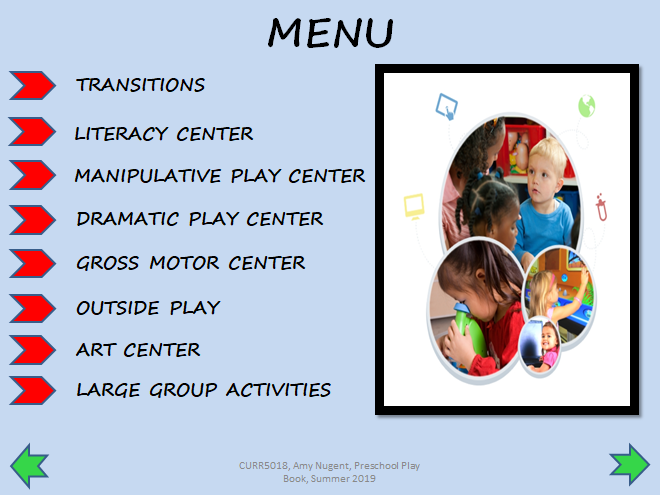 MENU
TRANSITIONS
LITERACY CENTER
MANIPULATIVE PLAY CENTER
DRAMATIC PLAY CENTER
GROSS MOTOR CENTER
OUTSIDE PLAY
ART CENTER
LARGE GROUP ACTIVITIES
CURR5018, Amy Nugent, Preschool Play
Book, Summer 2019